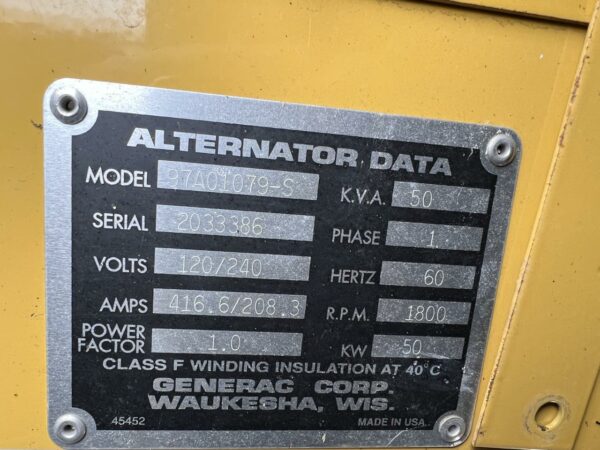 ALTERNATOR DATA
MODEL 97A01079-S K.V.A. 50
SERIAL 2033386 PHASE 1
VOLTS 120/240 HERTZ 60
AMPS 416.6/208.3 R.P.M. 1800
POWER FACTOR 1.0 KW 50
CLASS F WINDING INSULATION AT 40°C
GENERAC CORP.
WAUKESHA, WIS.
45452 MADE IN USA